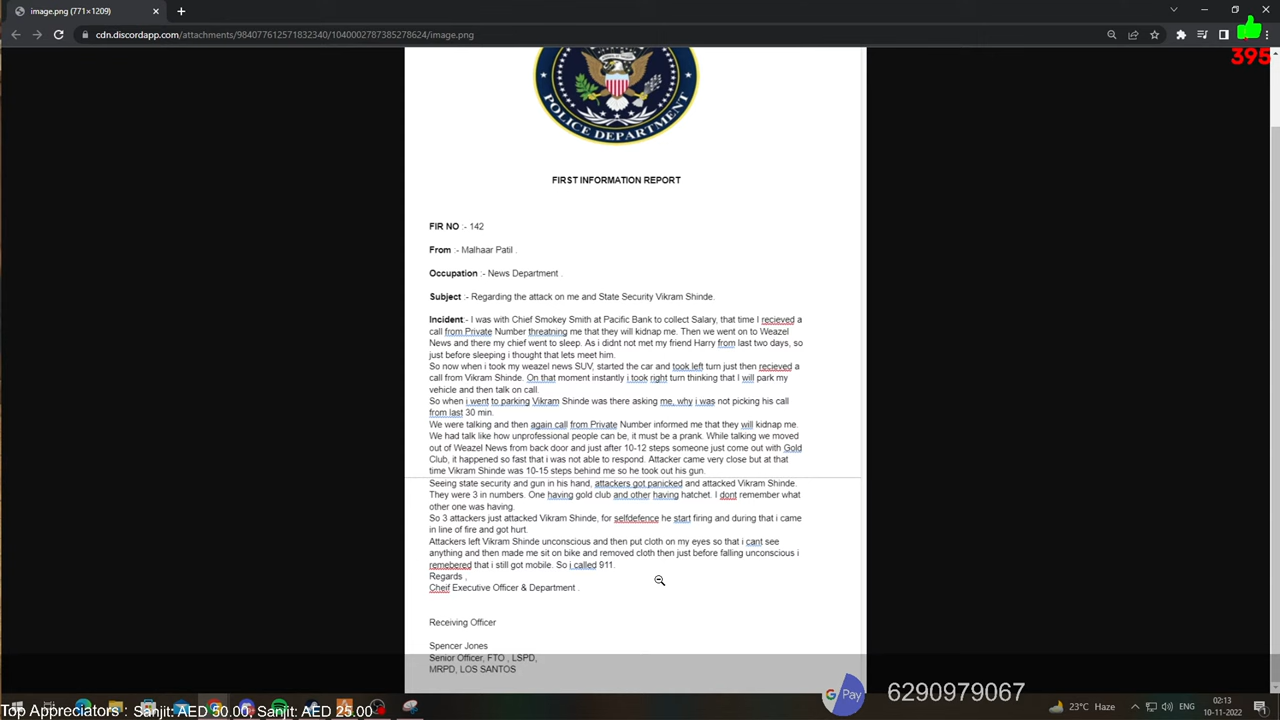 image.png (771×1209)
395
cdn.discordapp.com/attachments/984077612571832340/1040002787385278624/image.png
POLICE DEPARTMENT
FIRST INFORMATION REPORT
FIR NO :- 142
From :- Malhaar Patil .
Occupation :- News Department .
Subject :- Regarding the attack on me and State Security Vikram Shinde.
Incident:- I was with Chief Smokey Smith at Pacific Bank to collect Salary, that time I recieved a
call from Private Number threatning me that they will kidnap me. Then we went on to Weazel
News and there my chief went to sleep. As i didnt not met my friend Harry from last two days, so
just before sleeping i thought that lets meet him.
So now when i took my weazel news SUV, started the car and took left turn just then recieved a
call from Vikram Shinde. On that moment instantly i took right turn thinking that I will park my
vehicle and then talk on call.
So when i went to parking Vikram Shinde was there asking me, why i was not picking his call
from last 30 min.
We were talking and then again call from Private Number informed me that they will kidnap me.
We had talk like how unprofessional people can be, it must be a prank. While talking we moved
out of Weazel News from back door and just after 10-12 steps someone just come out with Gold
Club, it happened so fast that i was not able to respond. Attacker came very close but at that
time Vikram Shinde was 10-15 steps behind me so he took out his gun.
Seeing state security and gun in his hand, attackers got panicked and attacked Vikram Shinde.
They were 3 in numbers. One having gold club and other having hatchet. I dont remember what
other one was having.
So 3 attackers just attacked Vikram Shinde, for selfdefence he start firing and during that i came
in line of fire and got hurt.
Attackers left Vikram Shinde unconscious and then put cloth on my eyes so that i cant see
anything and then made me sit on bike and removed cloth then just before falling unconscious i
remebered that i still got mobile. So i called 911.
Regards ,
Cheif Executive Officer & Department .
Receiving Officer
Spencer Jones
Senior Officer, FTO , LSPD,
MRPD, LOS SANTOS
G Pay
6290979067
Top Appreciators : Sanjit: AED 50.00, Sanjit: AED 25.00
23°C Haze
ENG
02:13
10-11-2022